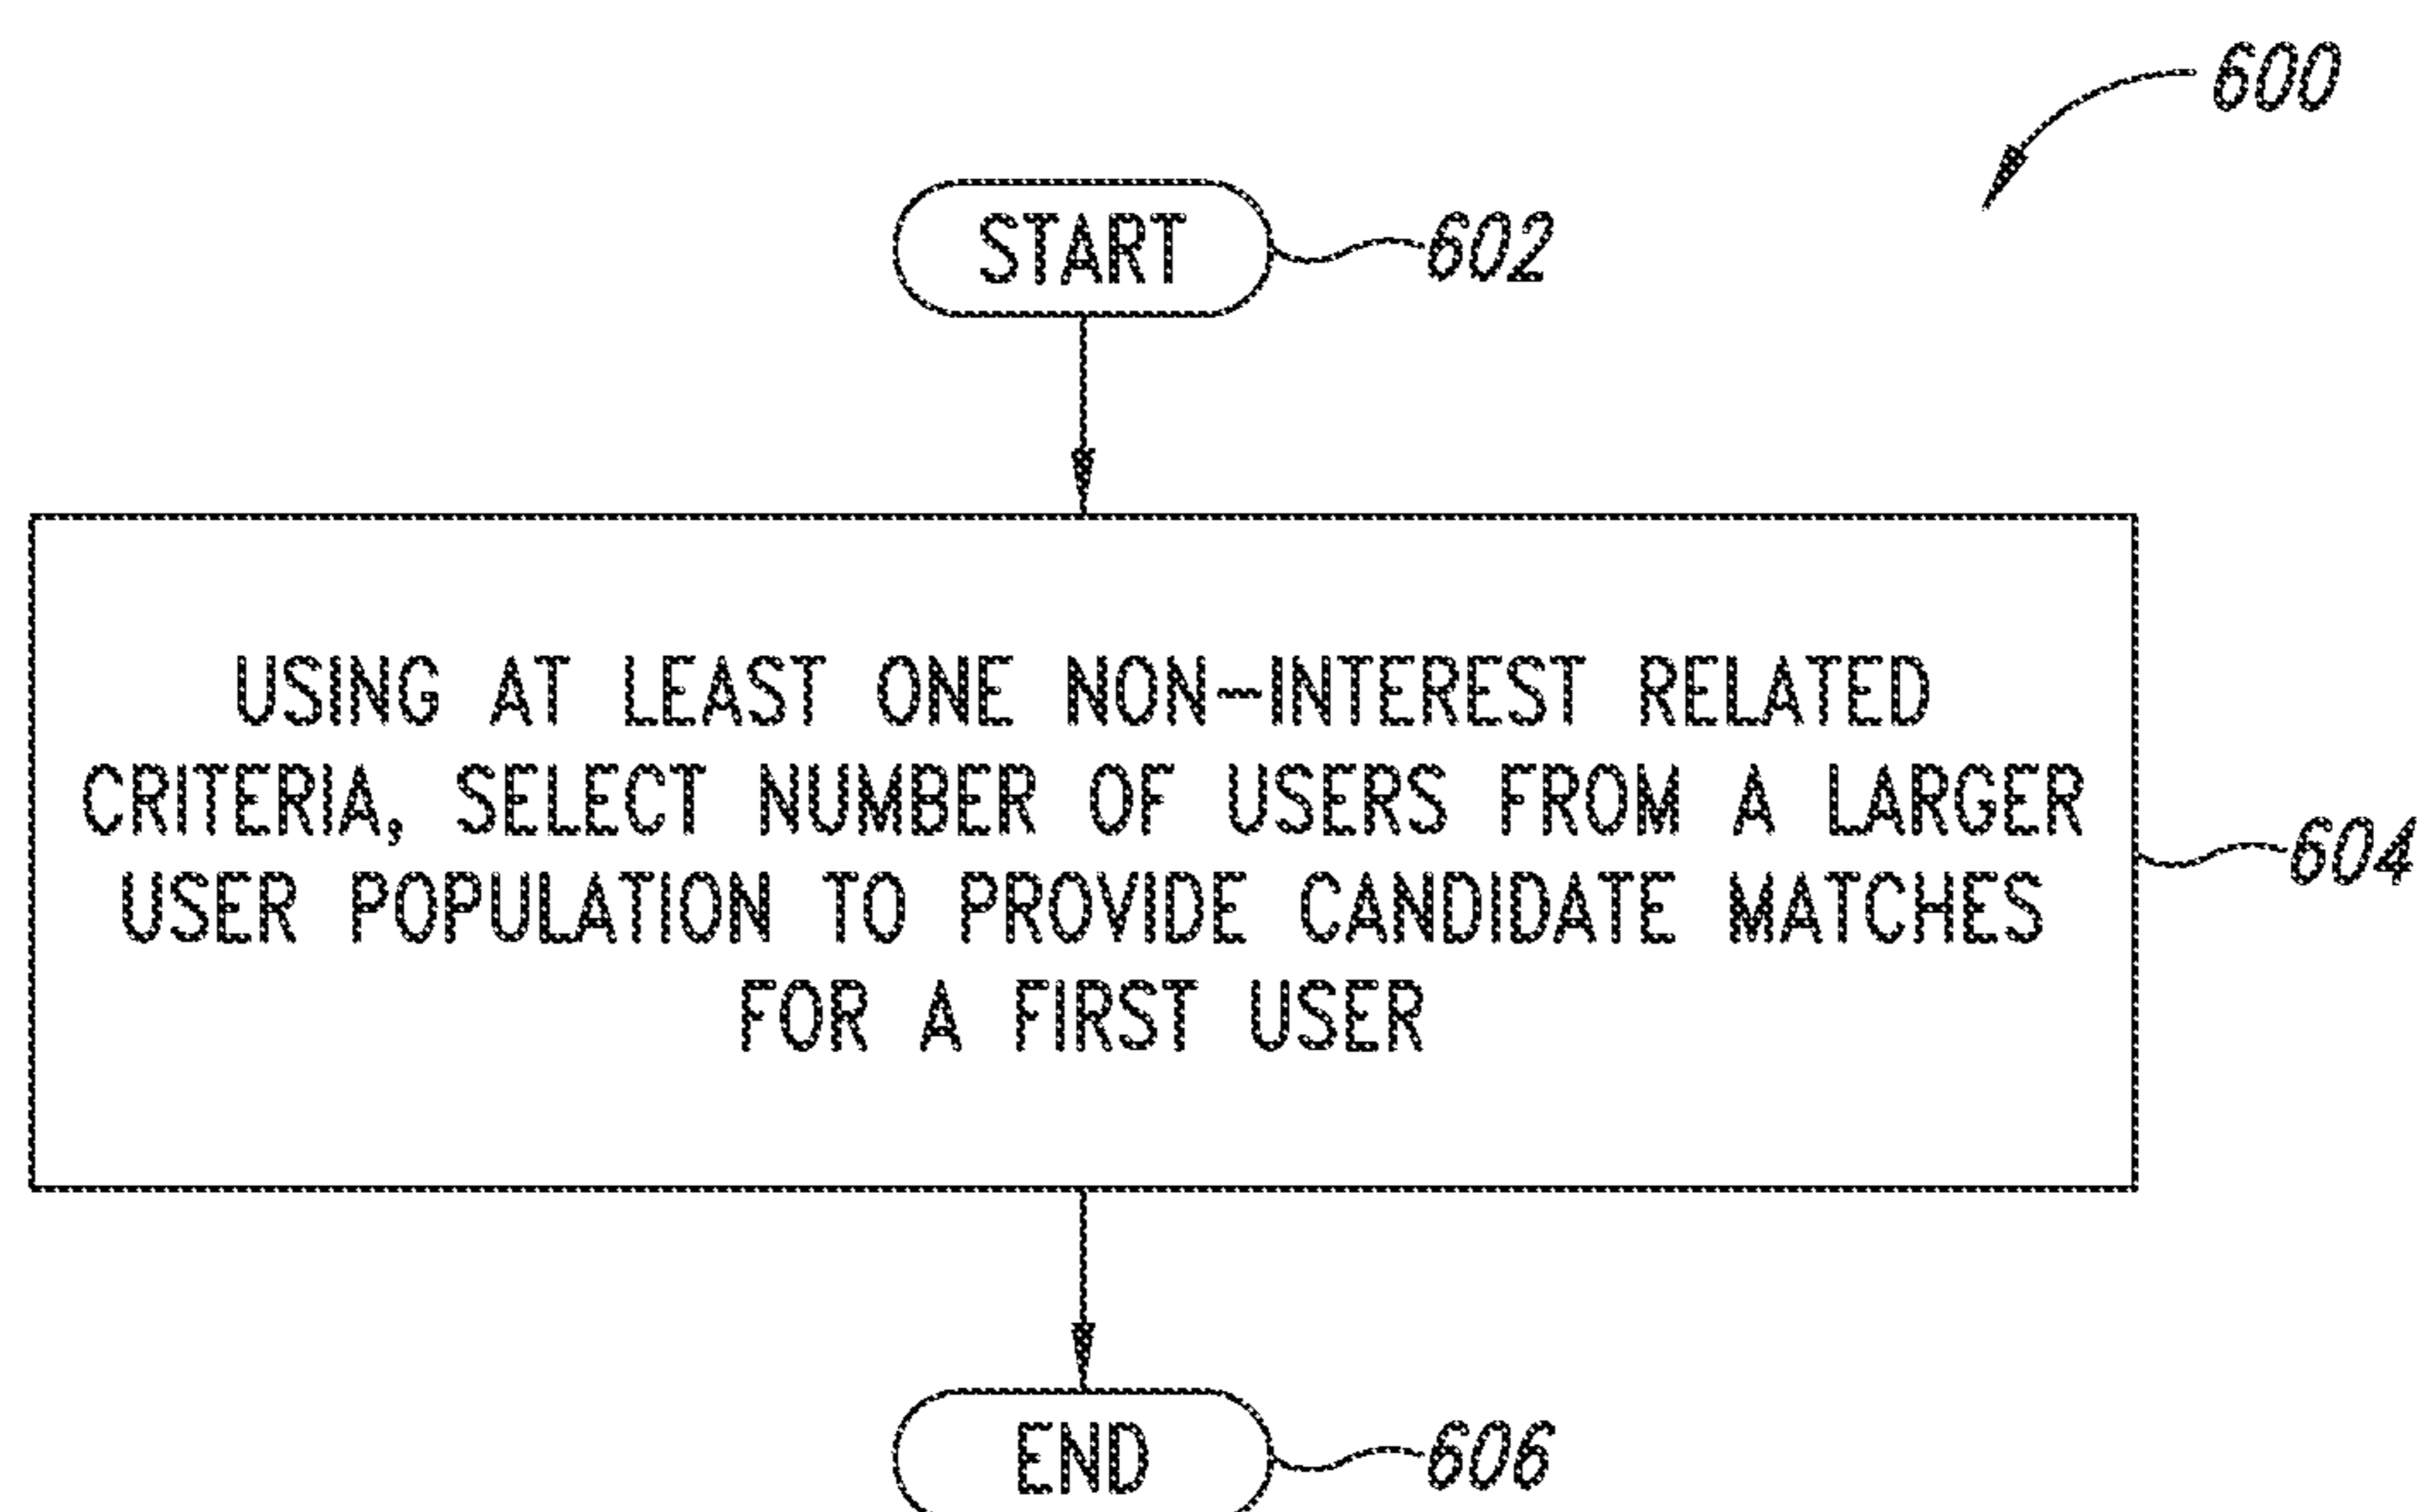 600
START 602
USING AT LEAST ONE NON-INTEREST RELATED
CRITERIA, SELECT NUMBER OF USERS FROM A LARGER
USER POPULATION TO PROVIDE CANDIDATE MATCHES
FOR A FIRST USER
604
END 606